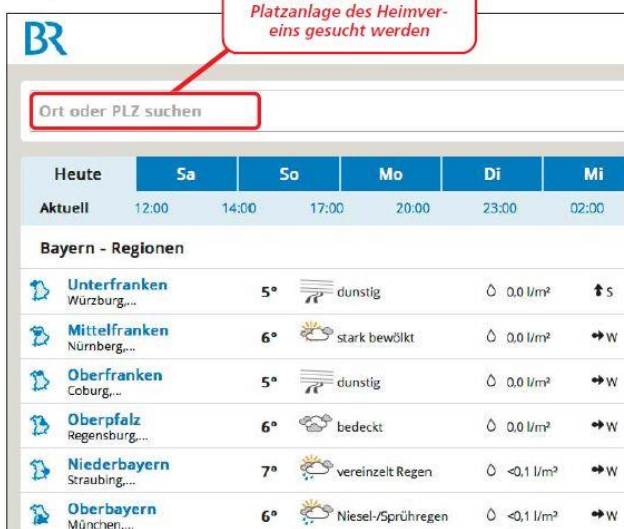 Platzanlage des Heimver-
eins gesucht werden
BR
Ort oder PLZ suchen
Heute Sa So Mo Di Mi
Aktuell 12:00 14:00 17:00 20:00 23:00 02:00
Bayern - Regionen
Unterfranken
Würzburg,...
5° dunstig 0,0 l/m² S
Mittelfranken
Nürnberg,...
6° stark bewölkt 0,0 l/m² W
Oberfranken
Coburg,...
5° dunstig 0,0 l/m² W
Oberpfalz
Regensburg,...
6° bedeckt 0,0 l/m² W
Niederbayern
Straubing,...
7° vereinzelt Regen <0,1 l/m² W
Oberbayern
München,...
6° Niesel-/Sprühregen <0,1 l/m² W